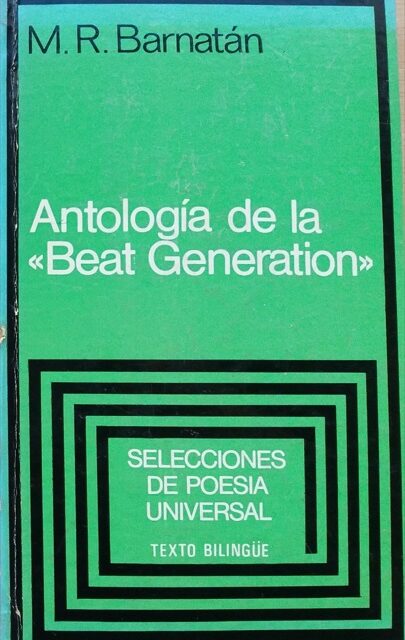 M. R. Barnatán
Antología de la
«Beat Generation»
SELECCIONES
DE POESIA
UNIVERSAL
TEXTO BILINGÜE